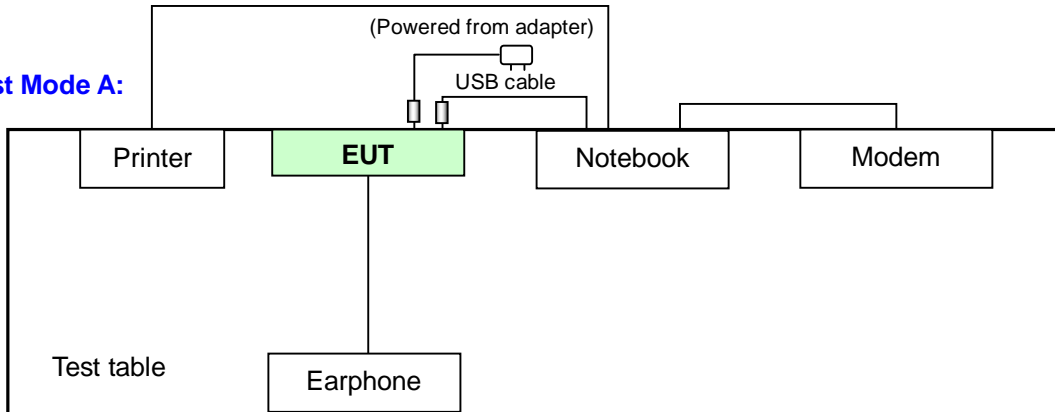 (Powered from adapter)
st Mode A:
USB cable
Printer
EUT
Notebook
Modem
Test table
Earphone